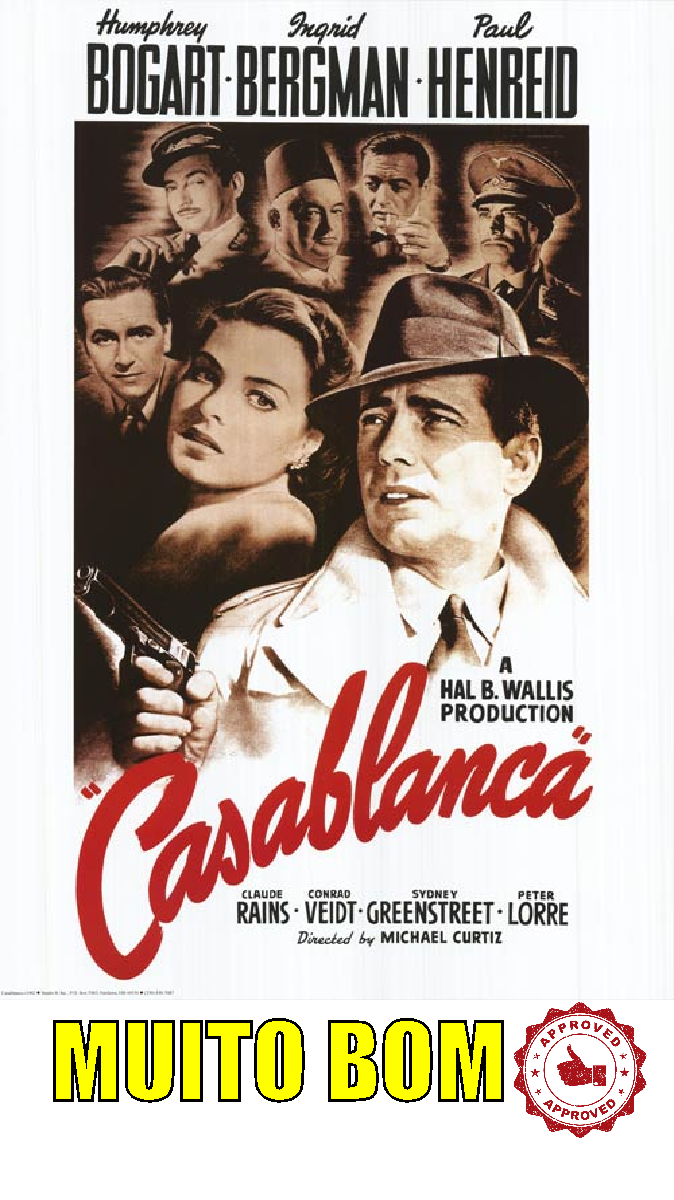 Humphrey Ingrid Paul
BOGART · BERGMAN · HENREID
A
HAL B. WALLIS
PRODUCTION
"Casablanca"
CLAUDE CONRAD SYDNEY PETER
RAINS · VEIDT · GREENSTREET · LORRE
Directed by MICHAEL CURTIZ
MUITO BOM
APPROVED
APPROVED